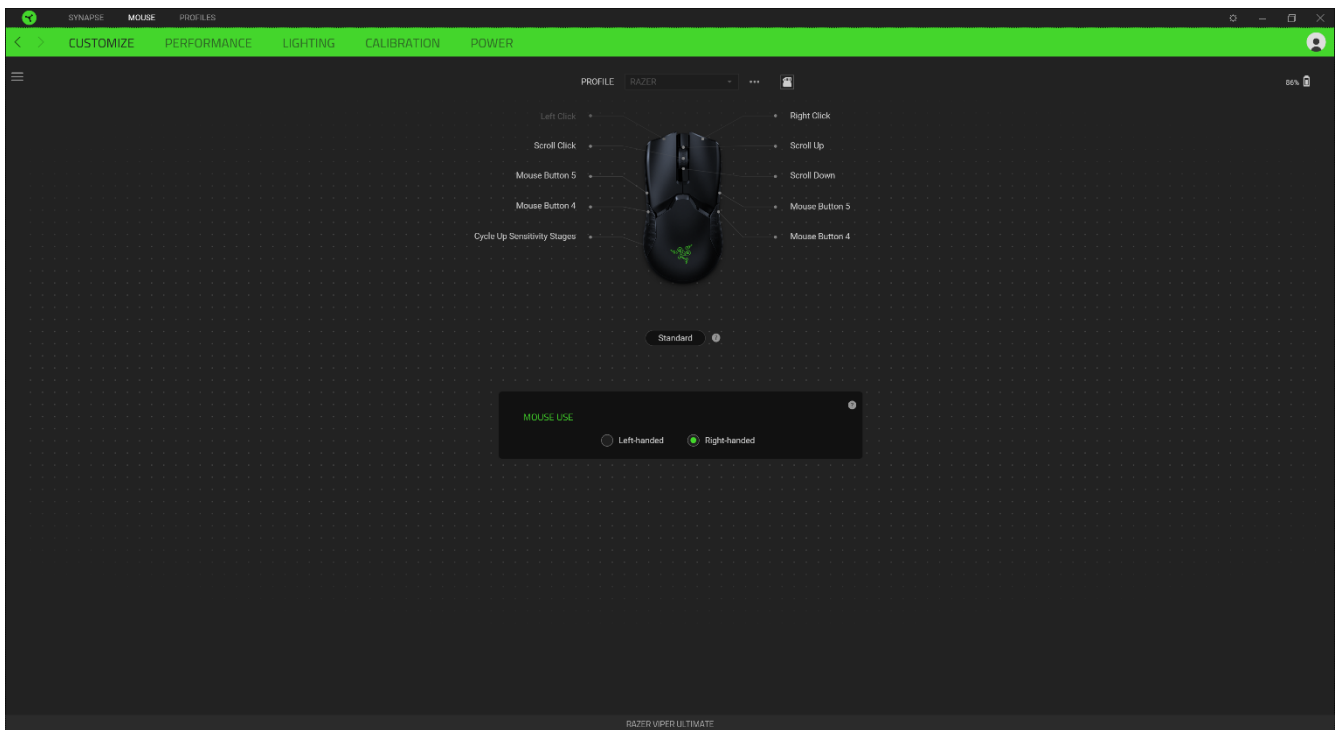 SYNAPSE MOUSE PROFILES
CUSTOMIZE PERFORMANCE LIGHTING CALIBRATION POWER
PROFILE RAZER
86%
Left Click Right Click
Scroll Click Scroll Up
Mouse Button 5 Scroll Down
Mouse Button 4 Mouse Button 5
Cycle Up Sensitivity Stages Mouse Button 4
Standard
MOUSE USE
Left-handed Right-handed
RAZER VIPER ULTIMATE